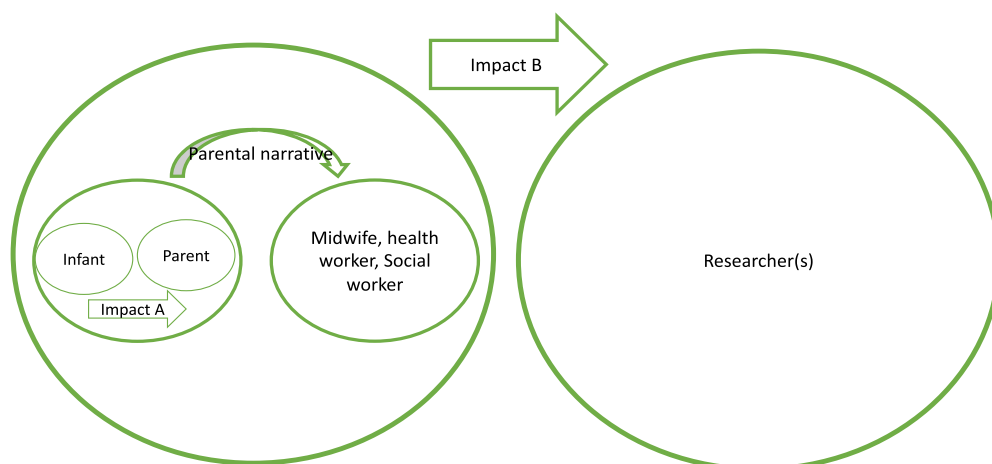 Impact B
Parental narrative
Infant
Parent
Impact A
Midwife, health
worker, Social
worker
Researcher(s)